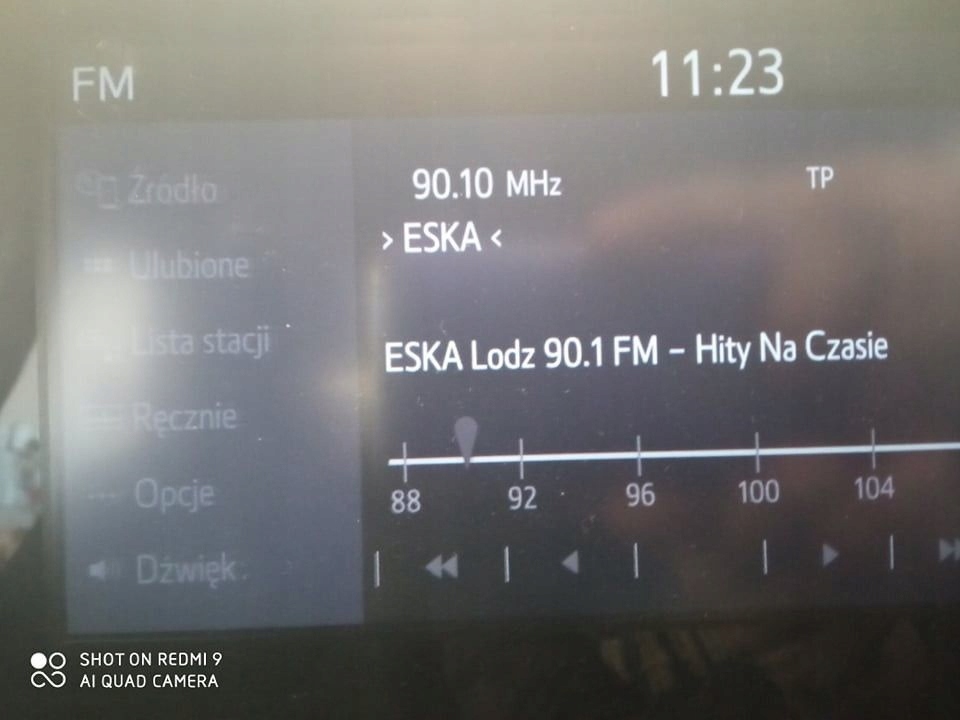 FM
11:23
Źródło
Ulubione
Lista stacji
Ręcznie
Opcje
Dźwięk
90.10 MHz
TP
> ESKA <
ESKA Lodz 90.1 FM – Hity Na Czasie
88 92 96 100 104
SHOT ON REDMI 9
AI QUAD CAMERA